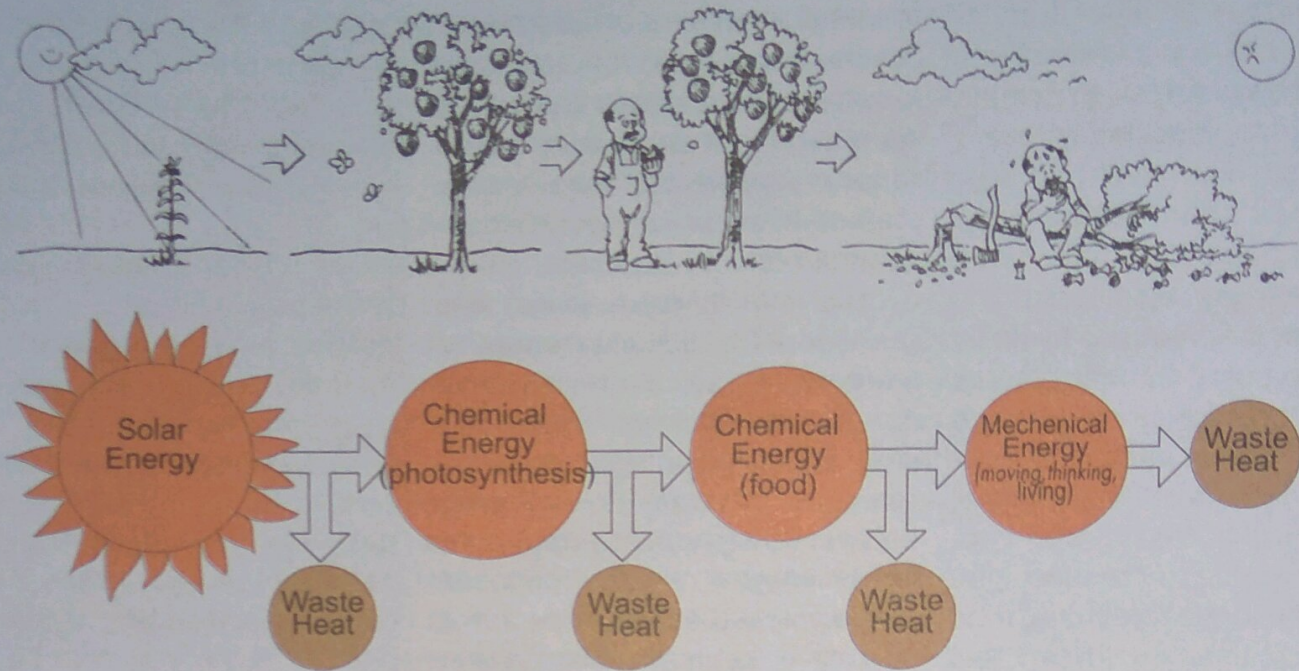 Solar
Energy
Chemical
Energy
(photosynthesis)
Chemical
Energy
(food)
Mechenical
Energy
(moving, thinking,
living)
Waste
Heat
Waste
Heat
Waste
Heat
Waste
Heat